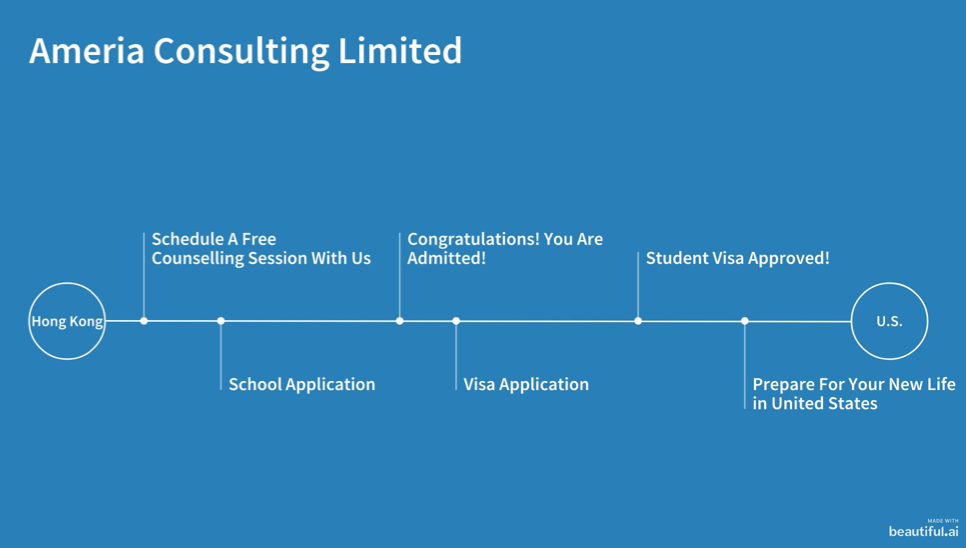 Ameria Consulting Limited
Schedule A Free
Counselling Session With Us
Congratulations! You Are
Admitted!
Student Visa Approved!
Hong Kong
U.S.
School Application
Visa Application
Prepare For Your New Life
in United States
MADE WITH
beautiful.ai